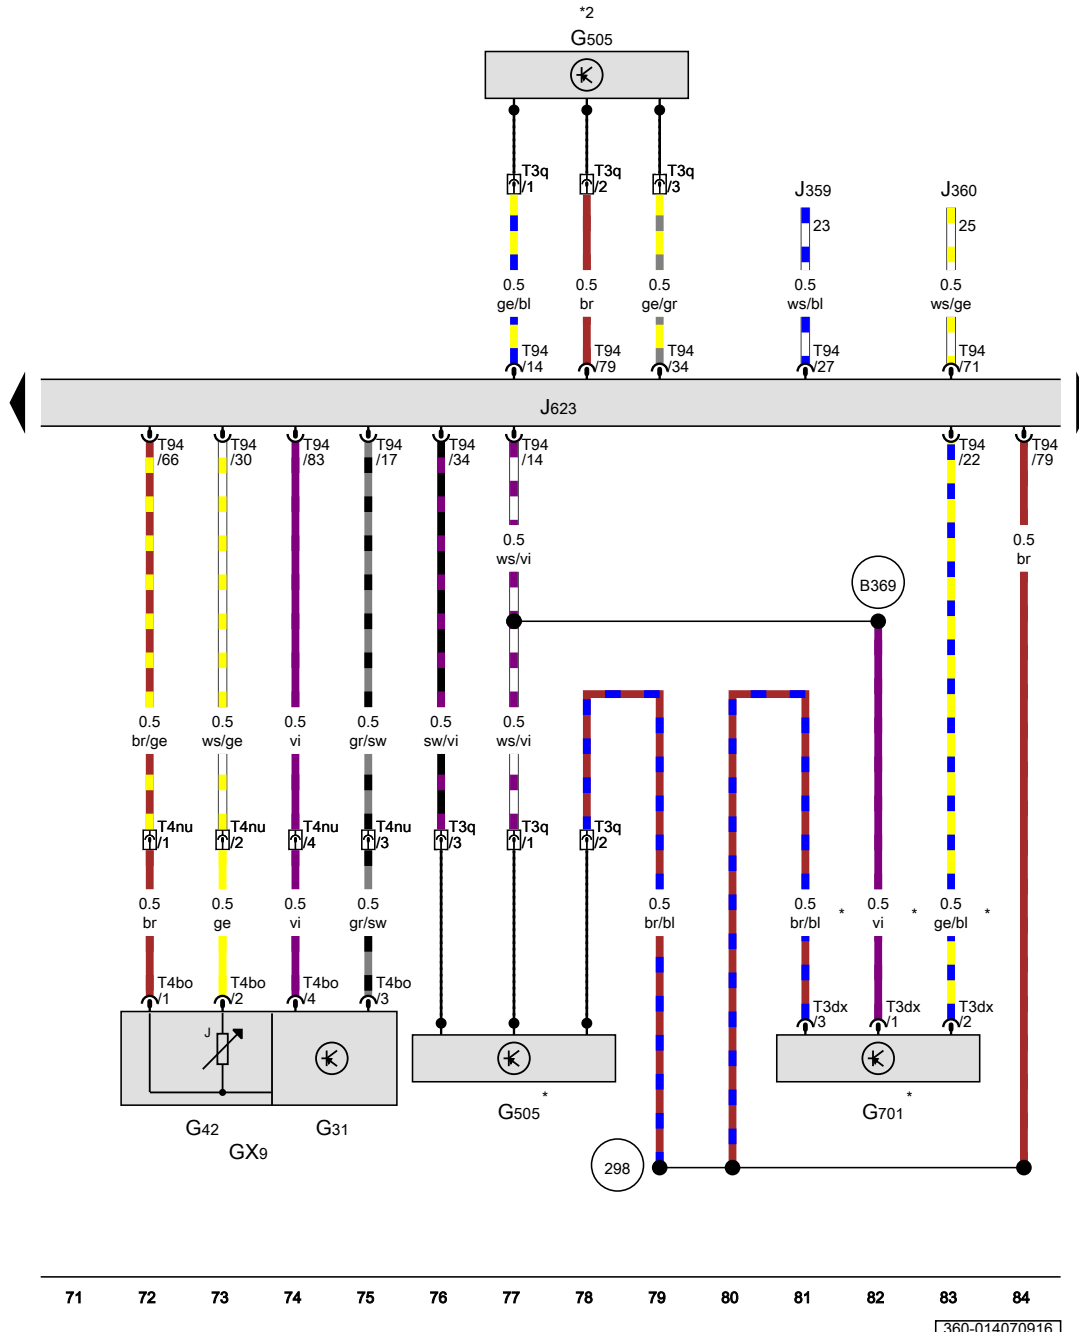 *2
G505
T3q T3q T3q
/1 /2 /3
J359 J360
23 25
0.5 0.5 0.5 0.5 0.5
ge/bl br ge/gr ws/bl ws/ge
T94 T94 T94 T94 T94
/14 /79 /34 /27 /71
J623
T94 T94 T94 T94 T94 T94 T94 T94
/66 /30 /83 /17 /34 /14 /22 /79
0.5 0.5
ws/vi br
B369
0.5 0.5 0.5 0.5 0.5 0.5
br/ge ws/ge vi gr/sw sw/vi ws/vi
T4nu T4nu T4nu T4nu T3q T3q T3q
/1 /2 /4 /3 /3 /1 /2
0.5 0.5 0.5 0.5 0.5 0.5 0.5 0.5
br ge vi gr/sw br/bl br/bl * vi * ge/bl *
T4bo T4bo T4bo T4bo
/1 /2 /4 /3
T3dx T3dx T3dx
/3 /1 /2
J
* *
G505 G701
G42 G31
GX9
298
71 72 73 74 75 76 77 78 79 80 81 82 83 84
360-014070916